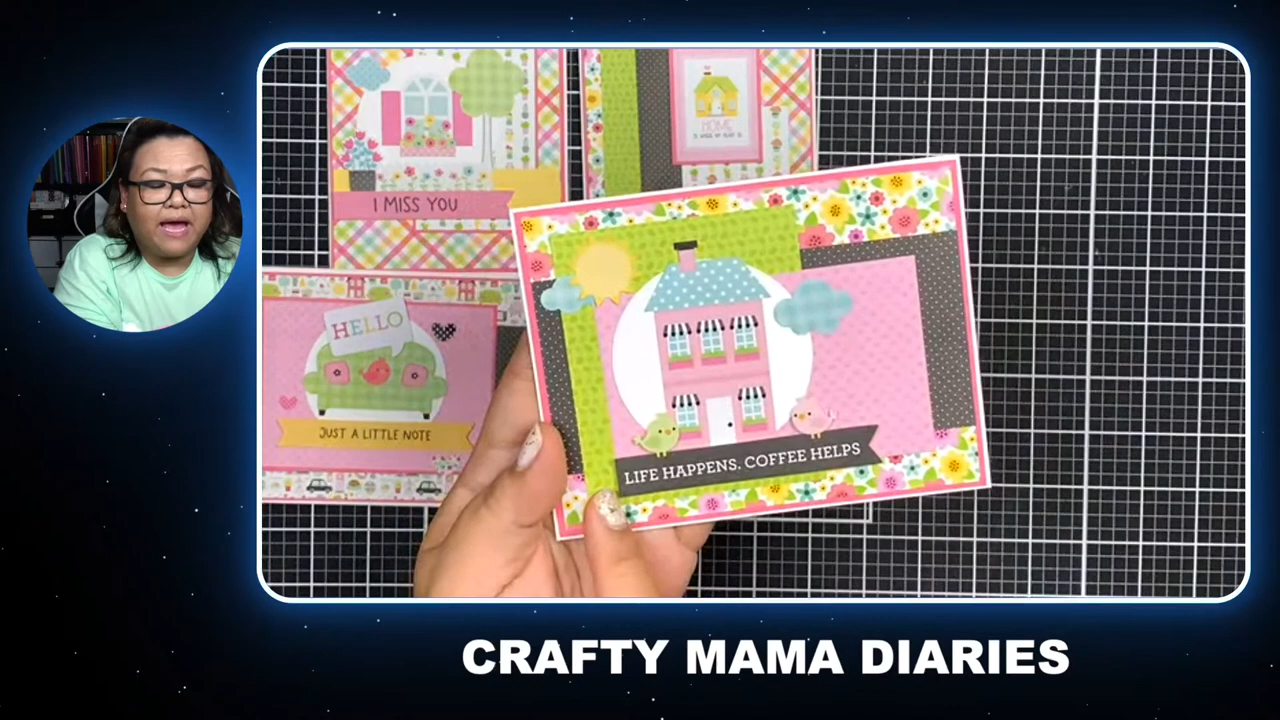 HOME
I MISS YOU
HELLO
JUST A LITTLE NOTE
LIFE HAPPENS. COFFEE HELPS
CRAFTY MAMA DIARIES